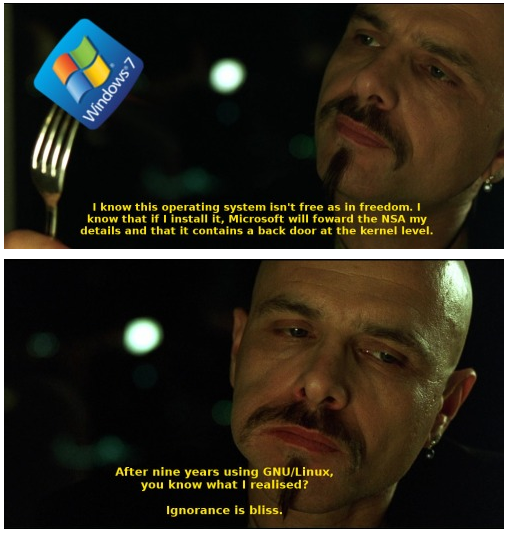 Windows 7
I know this operating system isn't free as in freedom. I
know that if I install it, Microsoft will foward the NSA my
details and that it contains a back door at the kernel level.
After nine years using GNU/Linux,
you know what I realised?
Ignorance is bliss.